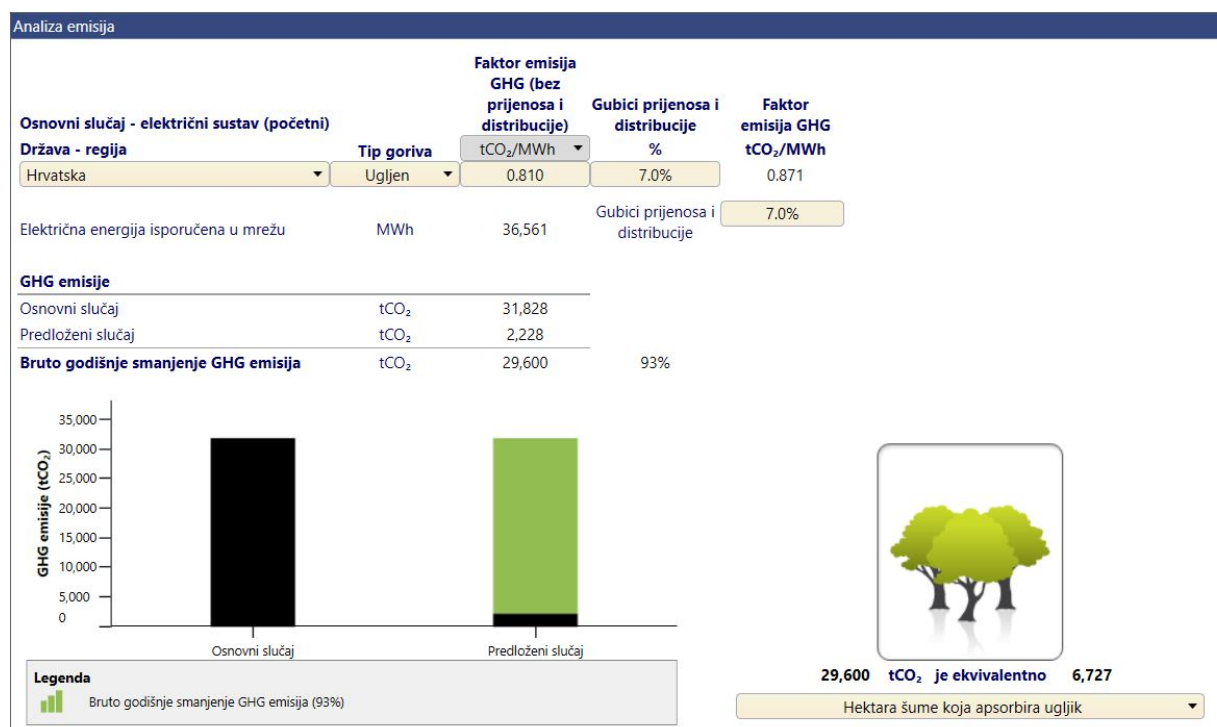 Analiza emisija
Faktor emisija
GHG (bez
prijenosa i
distribucije)
Gubici prijenosa i
distribucije
Faktor
emisija GHG
Osnovni slučaj - električni sustav (početni)
Država - regija
Tip goriva
tCO₂/MWh
%
tCO₂/MWh
Hrvatska
Ugljen
0.810
7.0%
0.871
Električna energija isporučena u mrežu
MWh
36,561
Gubici prijenosa i
distribucije
7.0%
GHG emisije
Osnovni slučaj tCO₂ 31,828
Predloženi slučaj tCO₂ 2,228
Bruto godišnje smanjenje GHG emisija tCO₂ 29,600 93%
GHG emisije (tCO₂)
35,000
30,000
25,000
20,000
15,000
10,000
5,000
0
Osnovni slučaj
Predloženi slučaj
Legenda
Bruto godišnje smanjenje GHG emisija (93%)
29,600 tCO₂ je ekvivalentno 6,727
Hektara šume koja apsorbira ugljik